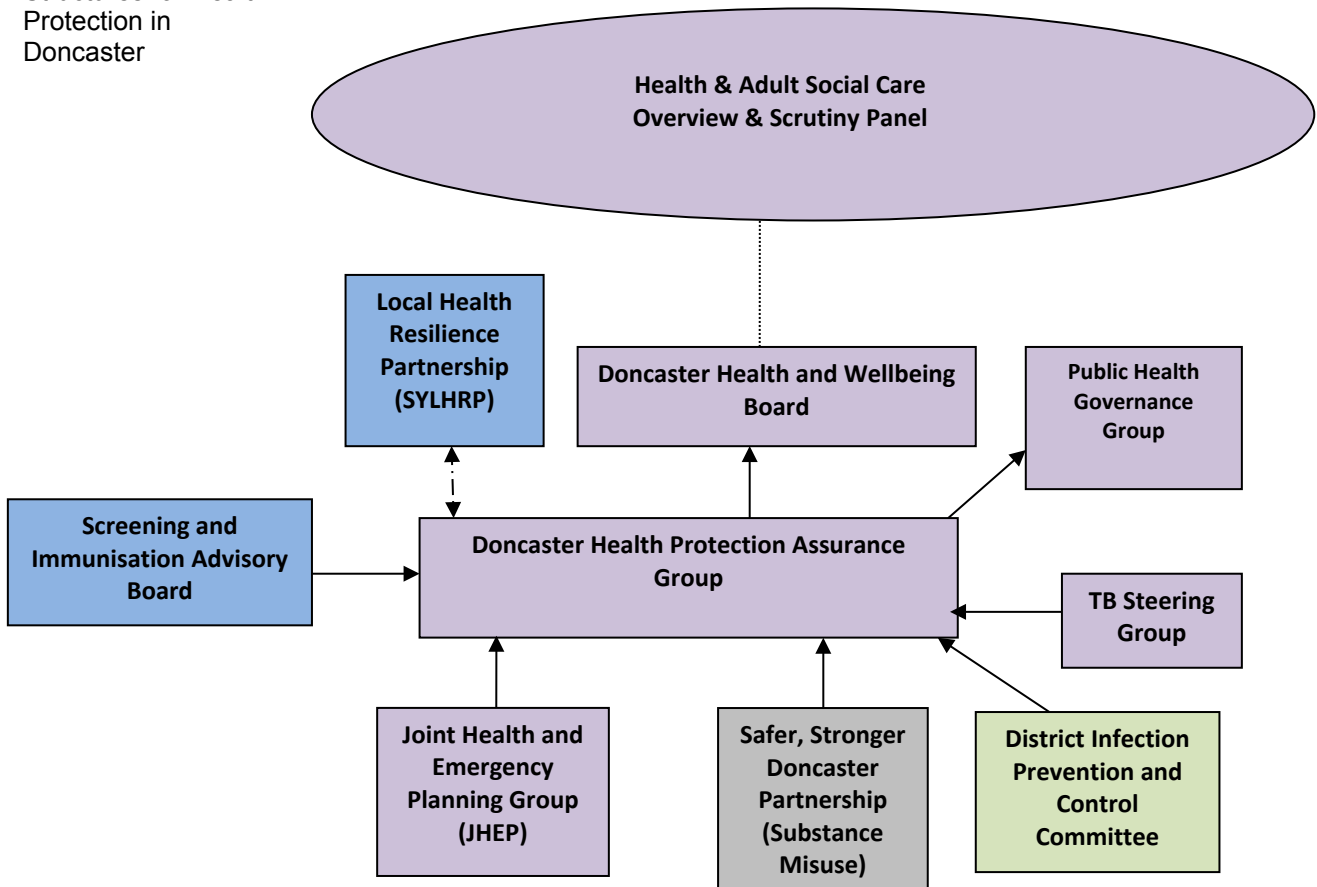 Protection in
Doncaster
Health & Adult Social Care
Overview & Scrutiny Panel
Local Health
Resilience
Partnership
(SYLHRP)
Doncaster Health and Wellbeing
Board
Public Health
Governance
Group
Screening and
Immunisation Advisory
Board
Doncaster Health Protection Assurance
Group
TB Steering
Group
Joint Health and
Emergency
Planning Group
(JHEP)
Safer, Stronger
Doncaster
Partnership
(Substance
Misuse)
District Infection
Prevention and
Control
Committee